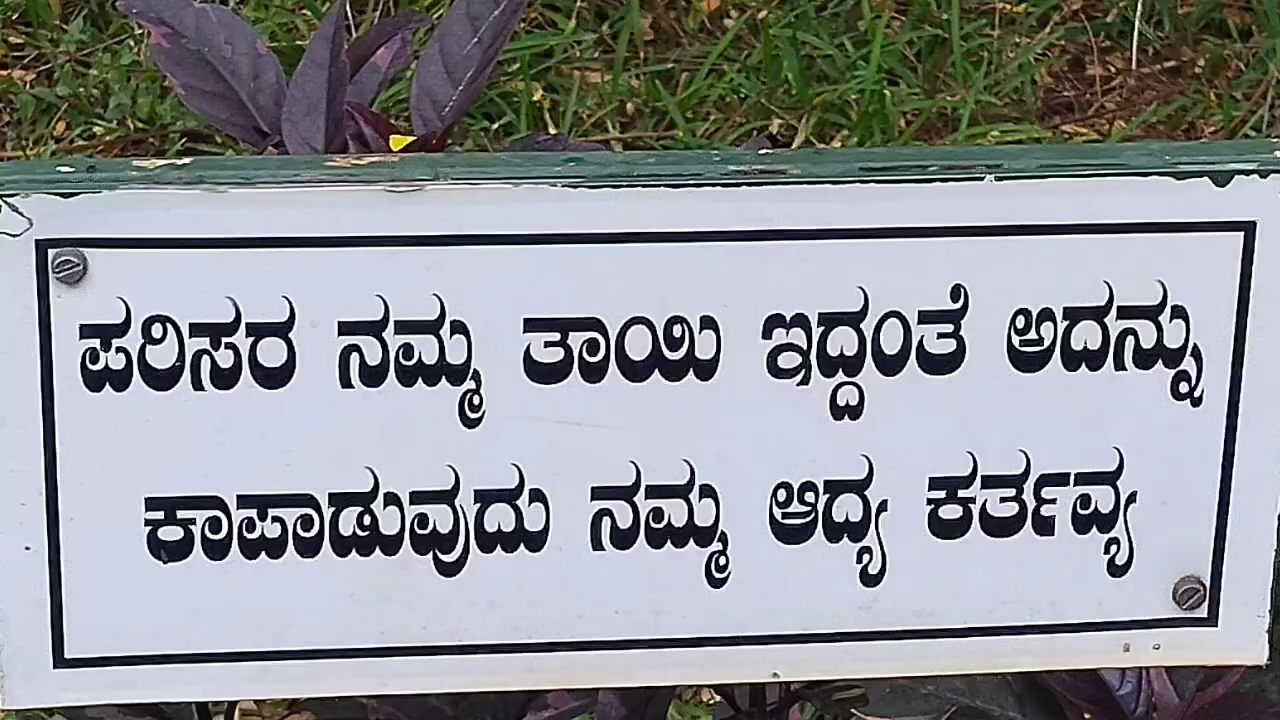 ಪರಿಸರ ನಮ್ಮ ತಾಯಿ ಇದ್ದಂತೆ ಅದನ್ನು
ಕಾಪಾಡುವುದು ನಮ್ಮ ಆದ್ಯ ಕರ್ತವ್ಯ